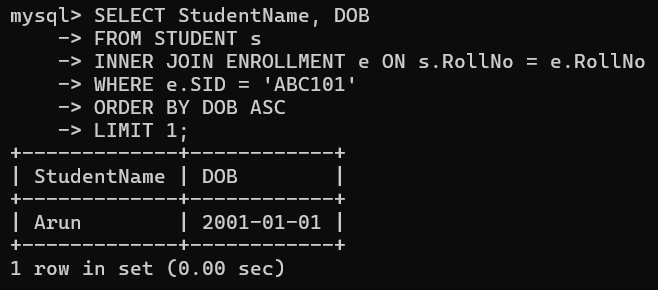 mysql> SELECT StudentName, DOB
    -> FROM STUDENT s
    -> INNER JOIN ENROLLMENT e ON s.RollNo = e.RollNo
    -> WHERE e.SID = 'ABC101'
    -> ORDER BY DOB ASC
    -> LIMIT 1;
+-------------+------------+
| StudentName | DOB        |
+-------------+------------+
| Arun        | 2001-01-01 |
+-------------+------------+
1 row in set (0.00 sec)